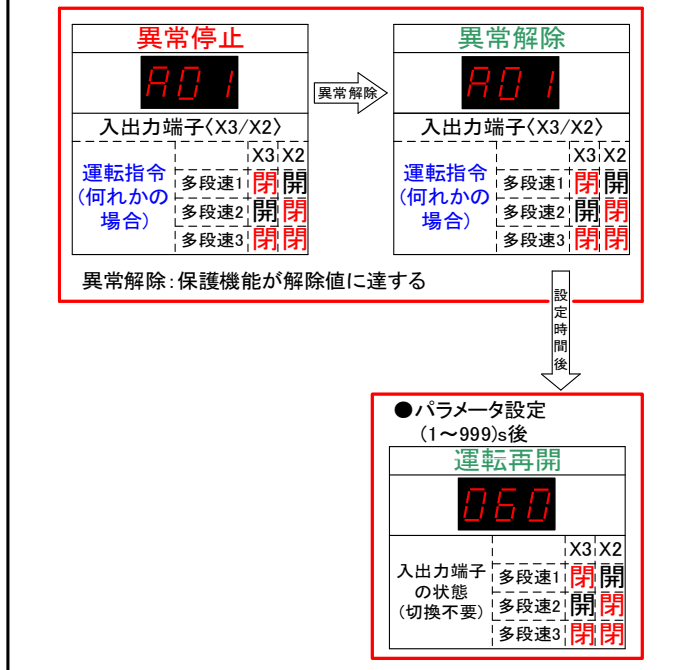 異常停止
A01
入出力端子〈X3/X2〉
運転指令
(何れかの
場合)
X3 X2
多段速1 閉 開
多段速2 開 閉
多段速3 閉 閉
異常解除
異常解除
A01
入出力端子〈X3/X2〉
運転指令
(何れかの
場合)
X3 X2
多段速1 閉 開
多段速2 開 閉
多段速3 閉 閉
異常解除:保護機能が解除値に達する
設定時間後
●パラメータ設定
(1～999)s後
運転再開
060
入出力端子
の状態
(切換不要)
X3 X2
多段速1 閉 開
多段速2 開 閉
多段速3 閉 閉